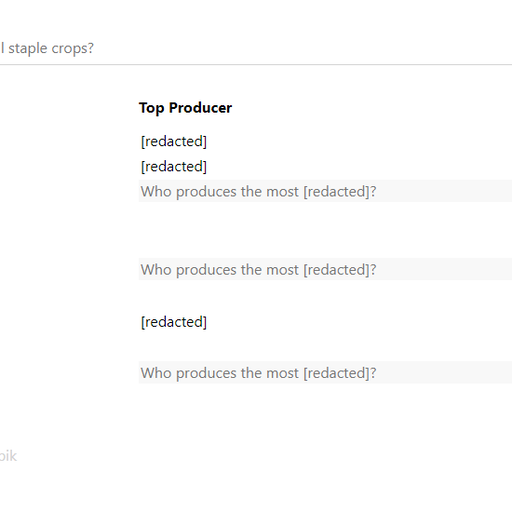 l staple crops?
Top Producer
[redacted]
[redacted]
Who produces the most [redacted]?
Who produces the most [redacted]?
[redacted]
Who produces the most [redacted]?
pik